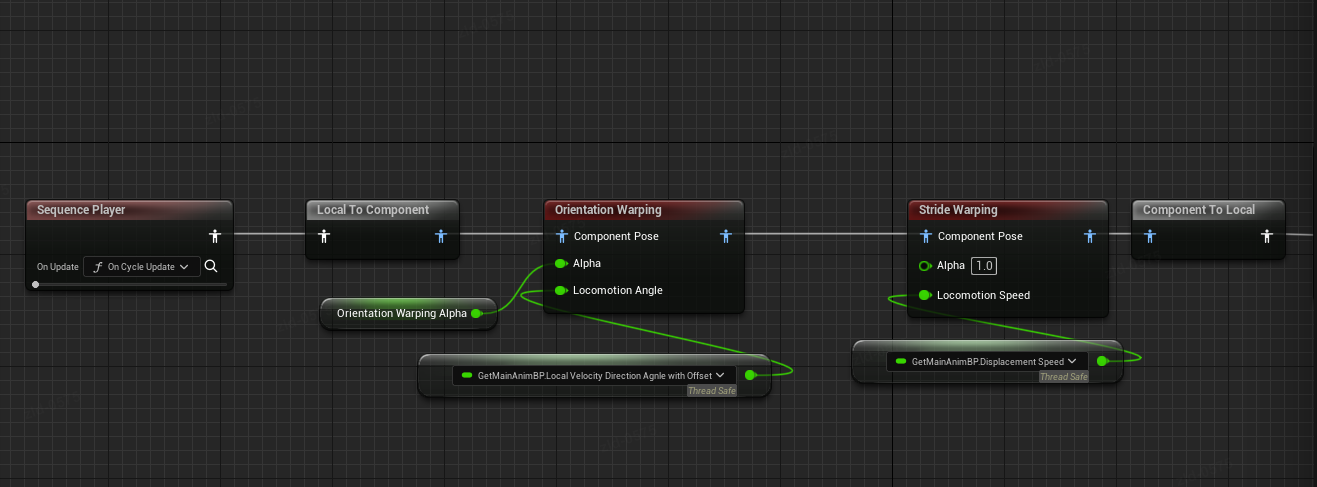 Sequence Player
On Update
On Cycle Update
Local To Component
Orientation Warping
Component Pose
Alpha
Locomotion Angle
Orientation Warping Alpha
GetMainAnimBP.Local Velocity Direction Agnle with Offset
Thread Safe
Stride Warping
Component Pose
Alpha 1.0
Locomotion Speed
GetMainAnimBP.Displacement Speed
Thread Safe
Component To Local